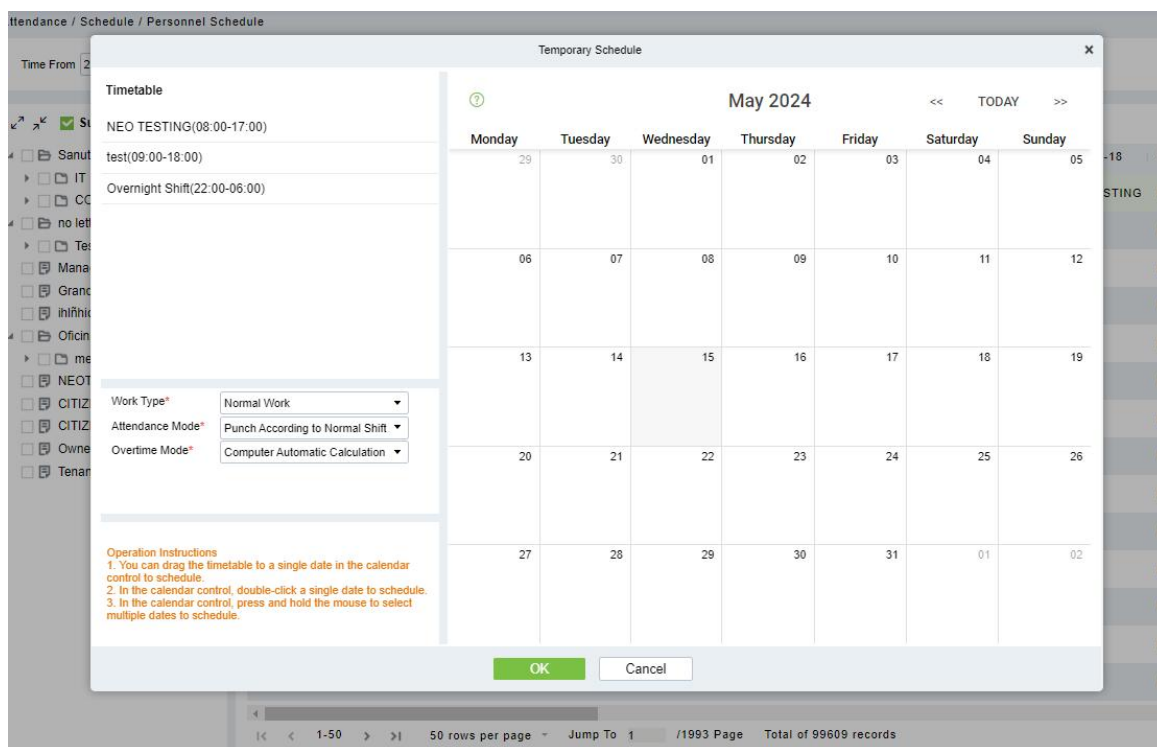 ttendance / Schedule / Personnel Schedule
Temporary Schedule
Time From 2
Timetable
NEO TESTING(08:00-17:00)
test(09:00-18:00)
Overnight Shift(22:00-06:00)
May 2024
<< TODAY >>
Monday Tuesday Wednesday Thursday Friday Saturday Sunday
29 30 01 02 03 04 05
06 07 08 09 10 11 12
13 14 15 16 17 18 19
20 21 22 23 24 25 26
27 28 29 30 31 01 02
Sanut
IT
CO
no lett
Tes
Mana
Grand
ihlñhid
Oficin
me
NEOT
CITIZ
CITIZ
Owne
Tenan
-18
STING
Work Type* Normal Work
Attendance Mode* Punch According to Normal Shift
Overtime Mode* Computer Automatic Calculation
Operation Instructions
1. You can drag the timetable to a single date in the calendar
control to schedule.
2. In the calendar control, double-click a single date to schedule.
3. In the calendar control, press and hold the mouse to select
multiple dates to schedule.
OK Cancel
1-50 50 rows per page Jump To 1 /1993 Page Total of 99609 records